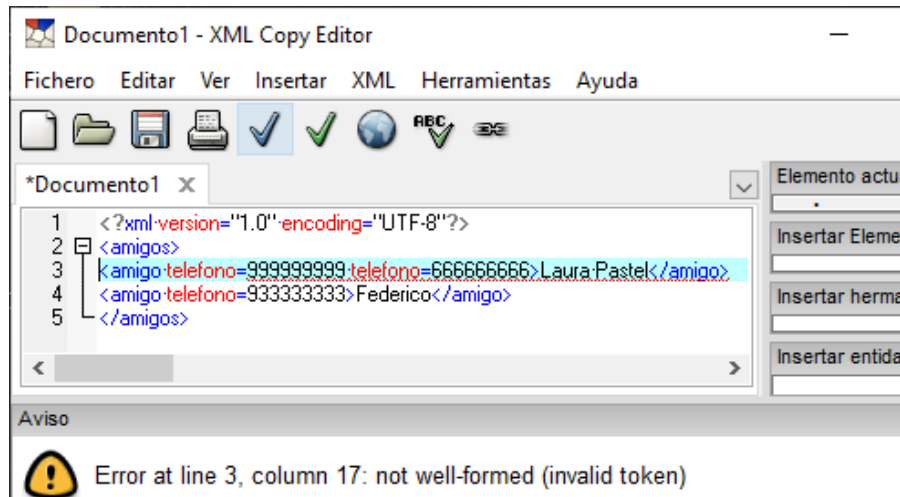 Documento1 - XML Copy Editor
Fichero Editar Ver Insertar XML Herramientas Ayuda
ABC
*Documento1
1 <?xml version="1.0" encoding="UTF-8"?>
2 <amigos>
3 <amigo telefono=999999999 telefono=666666666>Laura Pastel</amigo>
4 <amigo telefono=933333333>Federico</amigo>
5 </amigos>
Elemento actua
Insertar Eleme
Insertar herma
Insertar entida
Aviso
Error at line 3, column 17: not well-formed (invalid token)